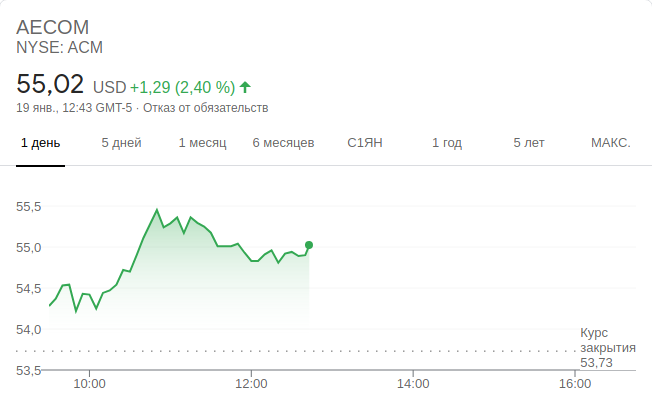 AECOM
NYSE: ACM
55,02 USD +1,29 (2,40 %)
19 янв., 12:43 GMT-5 · Отказ от обязательств
1 день 5 дней 1 месяц 6 месяцев С1ЯН 1 год 5 лет МАКС.
55,5
55,0
54,5
54,0
Курс
закрытия
53,73
53,5
10:00 12:00 14:00 16:00